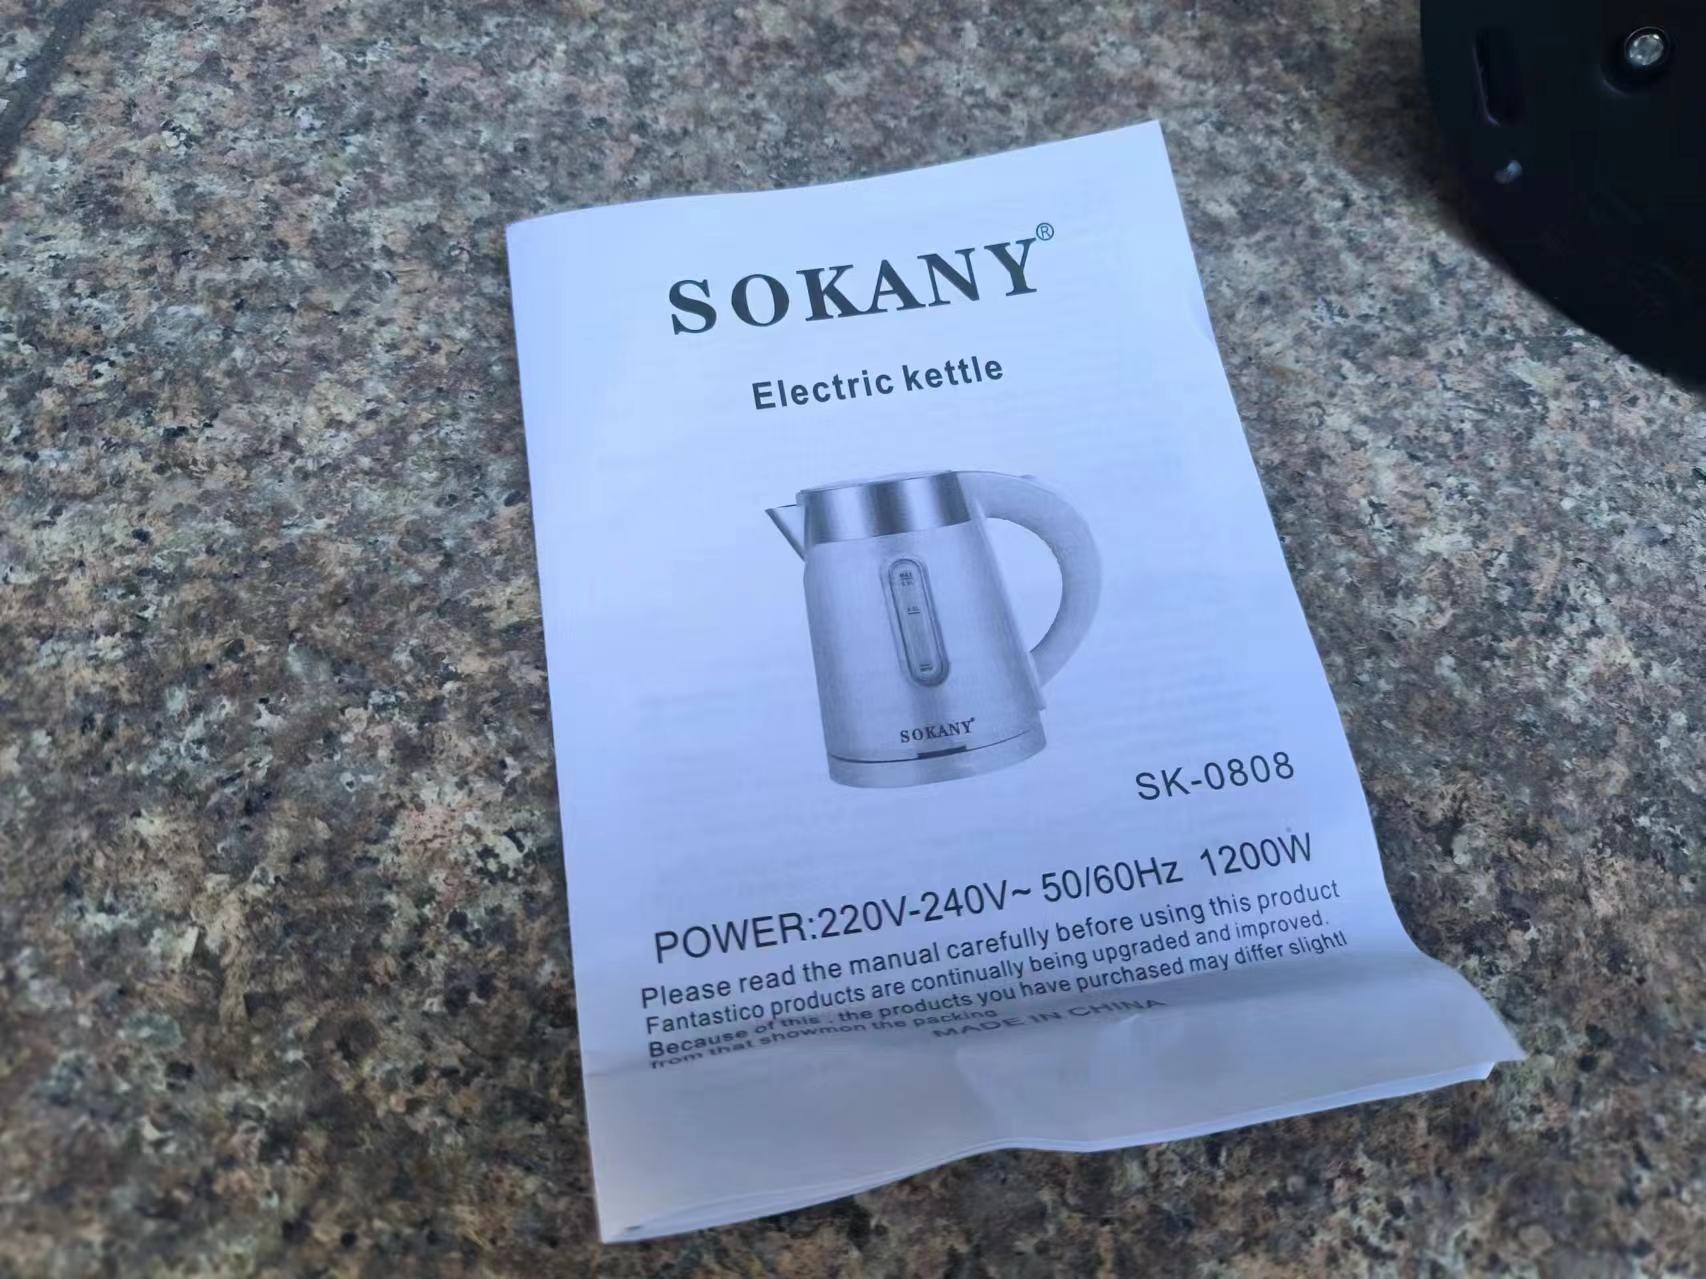 SOKANY®
Electric kettle
MAX
SOKANY®
SK-0808
POWER:220V-240V~ 50/60Hz 1200W
Please read the manual carefully before using this product
Fantastico products are continually being upgraded and improved.
Because of this . the products you have purchased may differ slightl
from that showmon the packing
MADE IN CHINA